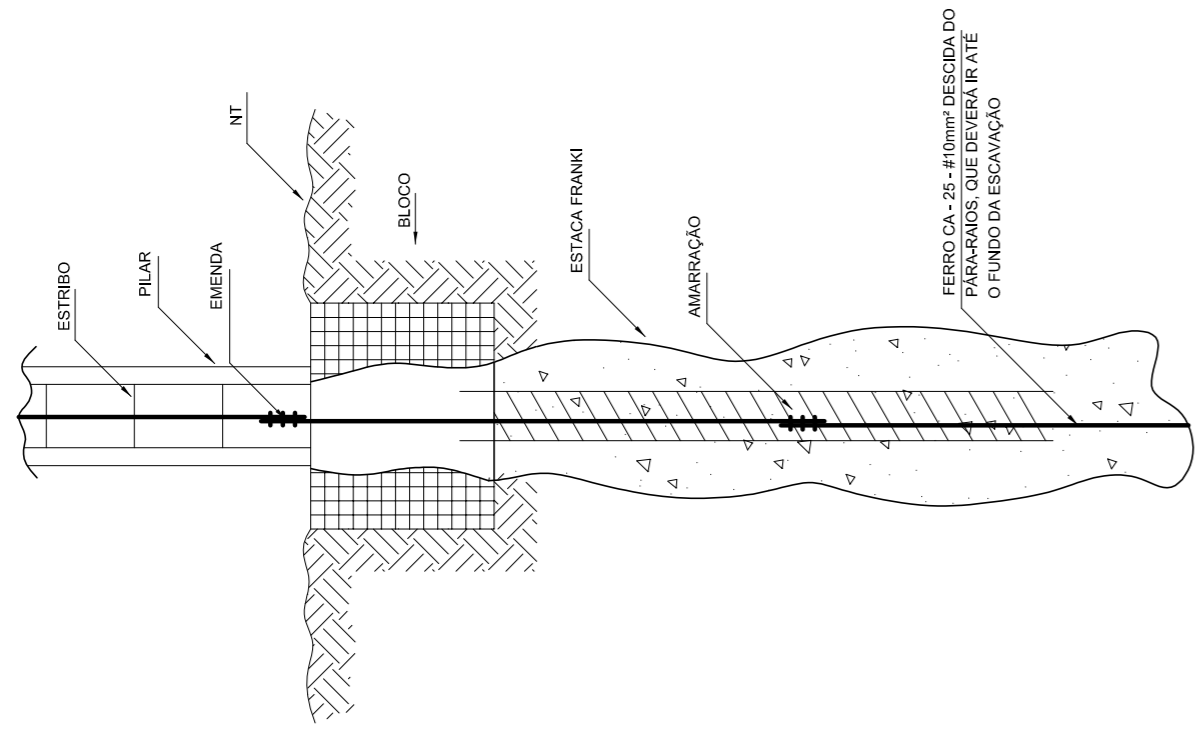 ESTRIBO
PILAR
EMENDA
NT
BLOCO
ESTACA FRANKI
AMARRAÇÃO
FERRO CA - 25 - #10mm² DESCIDA DO
PÁRA-RAIOS, QUE DEVERÁ IR ATÉ
O FUNDO DA ESCAVAÇÃO